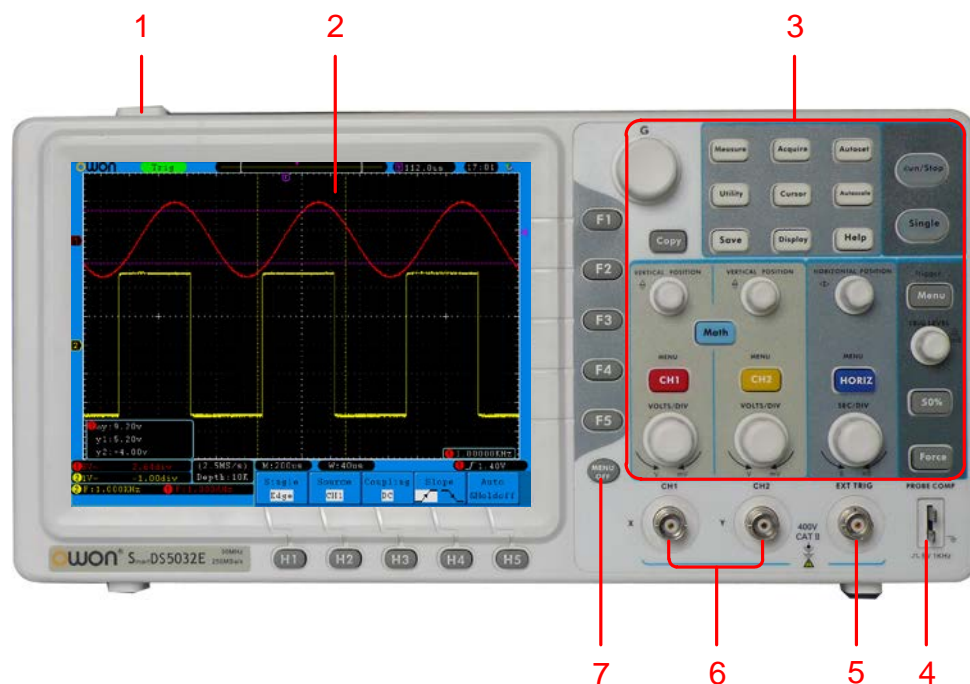 1
2
3
G
owon
Trig
112.0us
17:01
Measure
Acquire
Autoset
Run/Stop
Utility
Cursor
Autoscale
F1
Copy
Save
Display
Help
Single
F2
VERTICAL POSITION
VERTICAL POSITION
HORIZONTAL POSITION
Trigger
Menu
F3
Math
TRIG LEVEL
F4
MENU
MENU
MENU
CH1
CH2
HORIZ
50%
F5
VOLTS/DIV
VOLTS/DIV
SEC/DIV
y1:5.20v
1.00000KHz
(2.5MS/s)
M:200us
W:40us
1.40V
1V~
-1.00div
Depth:10K
F:1.000KHz
Single
Edge
Source
CH1
Coupling
DC
Slope
Auto
&Holdoff
MENU
OFF
Force
CH1
CH2
EXT TRIG
PROBE COMP
X
Y
400V
CAT II
OWON® SmartDS5032E
30MHz
250MSa/s
H1
H2
H3
H4
H5
7
6
5
4